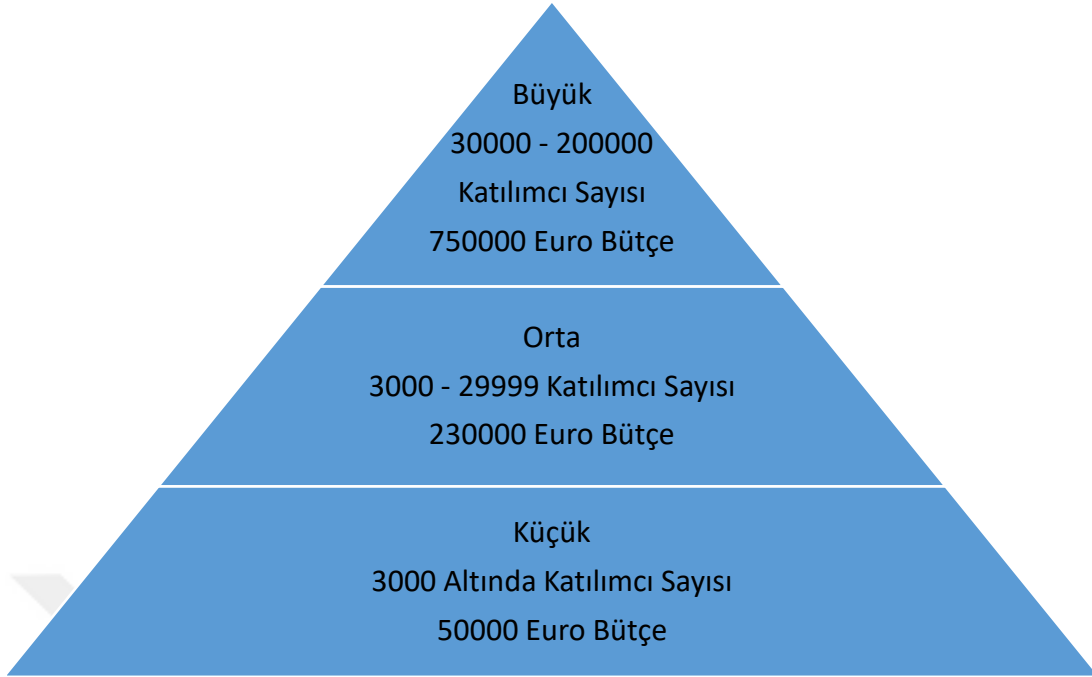 Büyük
30000 - 200000
Katılımcı Sayısı
750000 Euro Bütçe
Orta
3000 - 29999 Katılımcı Sayısı
230000 Euro Bütçe
Küçük
3000 Altında Katılımcı Sayısı
50000 Euro Bütçe